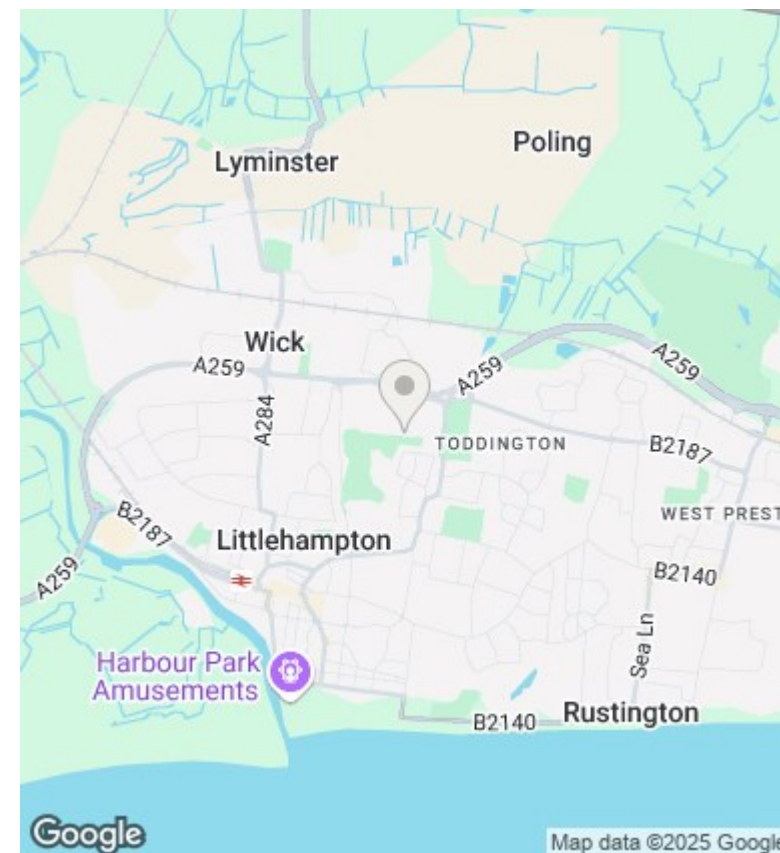 Poling
Lyminster
Wick
A259
A259
A259
A284
TODDINGTON
B2187
WEST PREST
B2187
Littlehampton
A259
B2140
Sea Ln
Harbour Park
Amusements
B2140
Rustington
Google
Map data ©2025 Google